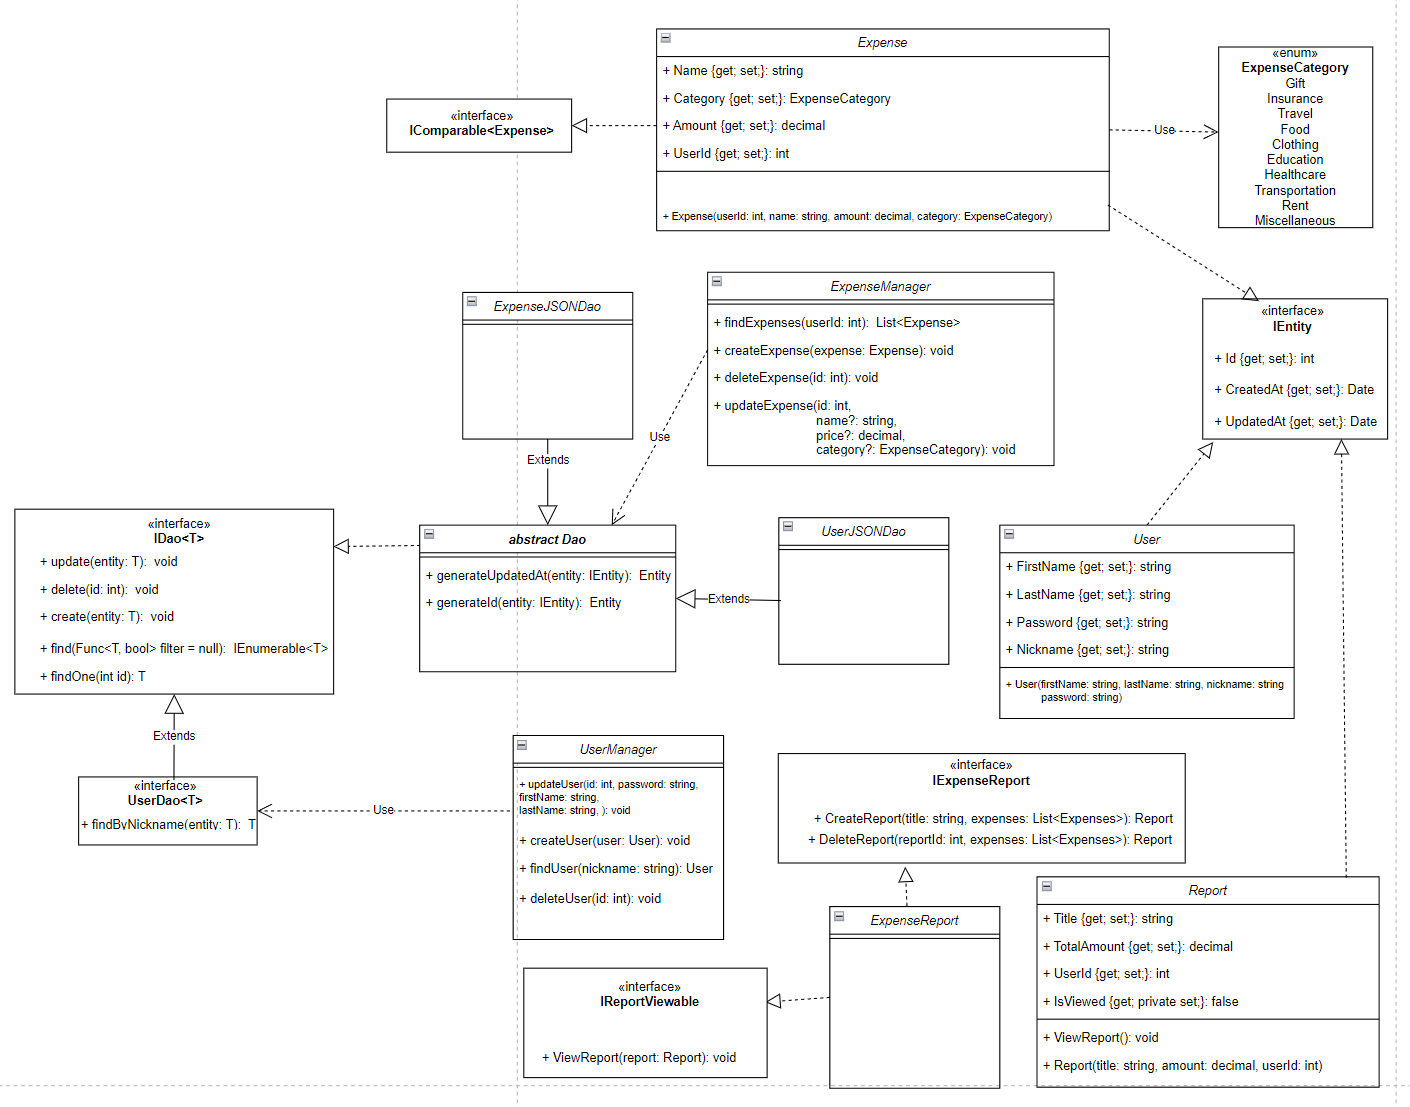 Expense
+ Name {get; set;}: string
+ Category {get; set;}: ExpenseCategory
+ Amount {get; set;}: decimal
+ UserId {get; set;}: int
+ Expense(userId: int, name: string, amount: decimal, category: ExpenseCategory)
«interface»
IComparable<Expense>
Use
«enum»
ExpenseCategory
Gift
Insurance
Travel
Food
Clothing
Education
Healthcare
Transportation
Rent
Miscellaneous
ExpenseJSONDao
Extends
ExpenseManager
+ findExpenses(userId: int): List<Expense>
+ createExpense(expense: Expense): void
+ deleteExpense(id: int): void
+ updateExpense(id: int,
name?: string,
price?: decimal,
category?: ExpenseCategory): void
Use
«interface»
IEntity
+ Id {get; set;}: int
+ CreatedAt {get; set;}: Date
+ UpdatedAt {get; set;}: Date
«interface»
IDao<T>
+ update(entity: T): void
+ delete(id: int): void
+ create(entity: T): void
+ find(Func<T, bool> filter = null): IEnumerable<T>
+ findOne(int id): T
Extends
abstract Dao
+ generateUpdatedAt(entity: IEntity): Entity
+ generateId(entity: IEntity): Entity
Extends
UserJSONDao
User
+ FirstName {get; set;}: string
+ LastName {get; set;}: string
+ Password {get; set;}: string
+ Nickname {get; set;}: string
+ User(firstName: string, lastName: string, nickname: string
password: string)
«interface»
UserDao<T>
+ findByNickname(entity: T): T
Use
UserManager
+ updateUser(id: int, password: string,
firstName: string,
lastName: string, ): void
+ createUser(user: User): void
+ findUser(nickname: string): User
+ deleteUser(id: int): void
«interface»
IExpenseReport
+ CreateReport(title: string, expenses: List<Expenses>): Report
+ DeleteReport(reportId: int, expenses: List<Expenses>): Report
ExpenseReport
«interface»
IReportViewable
+ ViewReport(report: Report): void
Report
+ Title {get; set;}: string
+ TotalAmount {get; set;}: decimal
+ UserId {get; set;}: int
+ IsViewed {get; private set;}: false
+ ViewReport(): void
+ Report(title: string, amount: decimal, userId: int)